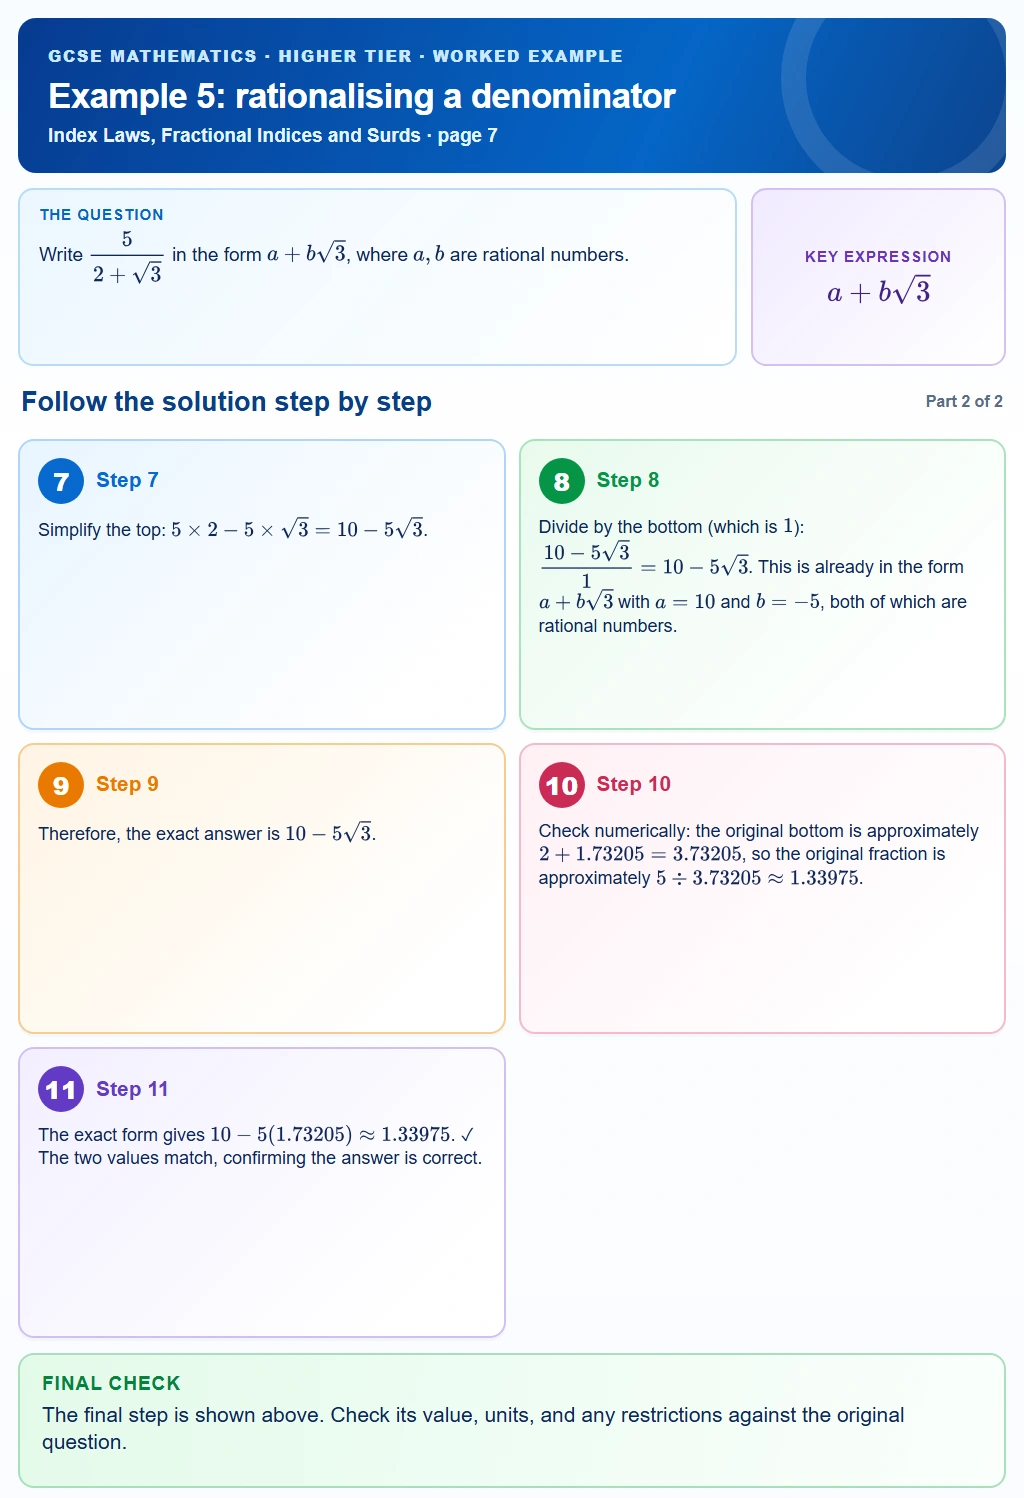 GCSE MATHEMATICS · HIGHER TIER · WORKED EXAMPLE
Example 5: rationalising a denominator
Index Laws, Fractional Indices and Surds · page 7
THE QUESTION
Write 5/(2 + √3) in the form a + b√3, where a, b are rational numbers.
KEY EXPRESSION
a + b√3
Follow the solution step by step
Part 2 of 2
7 Step 7
Simplify the top: 5 × 2 − 5 × √3 = 10 − 5√3.
8 Step 8
Divide by the bottom (which is 1):
(10 − 5√3)/1 = 10 − 5√3. This is already in the form
a + b√3 with a = 10 and b = −5, both of which are
rational numbers.
9 Step 9
Therefore, the exact answer is 10 − 5√3.
10 Step 10
Check numerically: the original bottom is approximately
2 + 1.73205 = 3.73205, so the original fraction is
approximately 5 ÷ 3.73205 ≈ 1.33975.
11 Step 11
The exact form gives 10 − 5(1.73205) ≈ 1.33975. ✓
The two values match, confirming the answer is correct.
FINAL CHECK
The final step is shown above. Check its value, units, and any restrictions against the original
question.